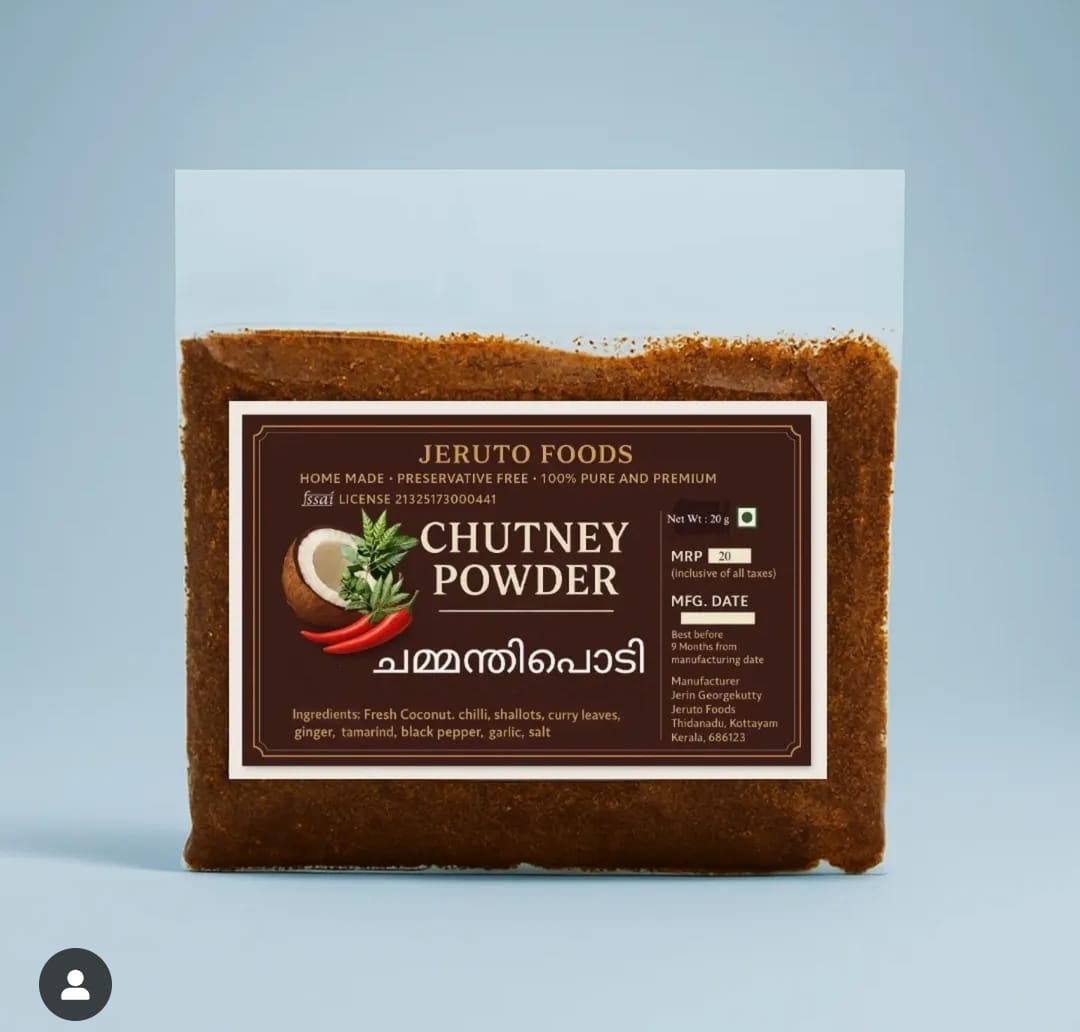 JERUTO FOODS
HOME MADE · PRESERVATIVE FREE · 100% PURE AND PREMIUM
fssai LICENSE 21325173000441
CHUTNEY
POWDER
ചമ്മന്തിപൊടി
Ingredients: Fresh Coconut. chilli, shallots, curry leaves,
ginger, tamarind, black pepper, garlic, salt
Net Wt : 20 g
MRP 20
(inclusive of all taxes)
MFG. DATE
Best before
9 Months from
manufacturing date
Manufacturer
Jerin Georgekutty
Jeruto Foods
Thidanadu, Kottayam
Kerala, 686123